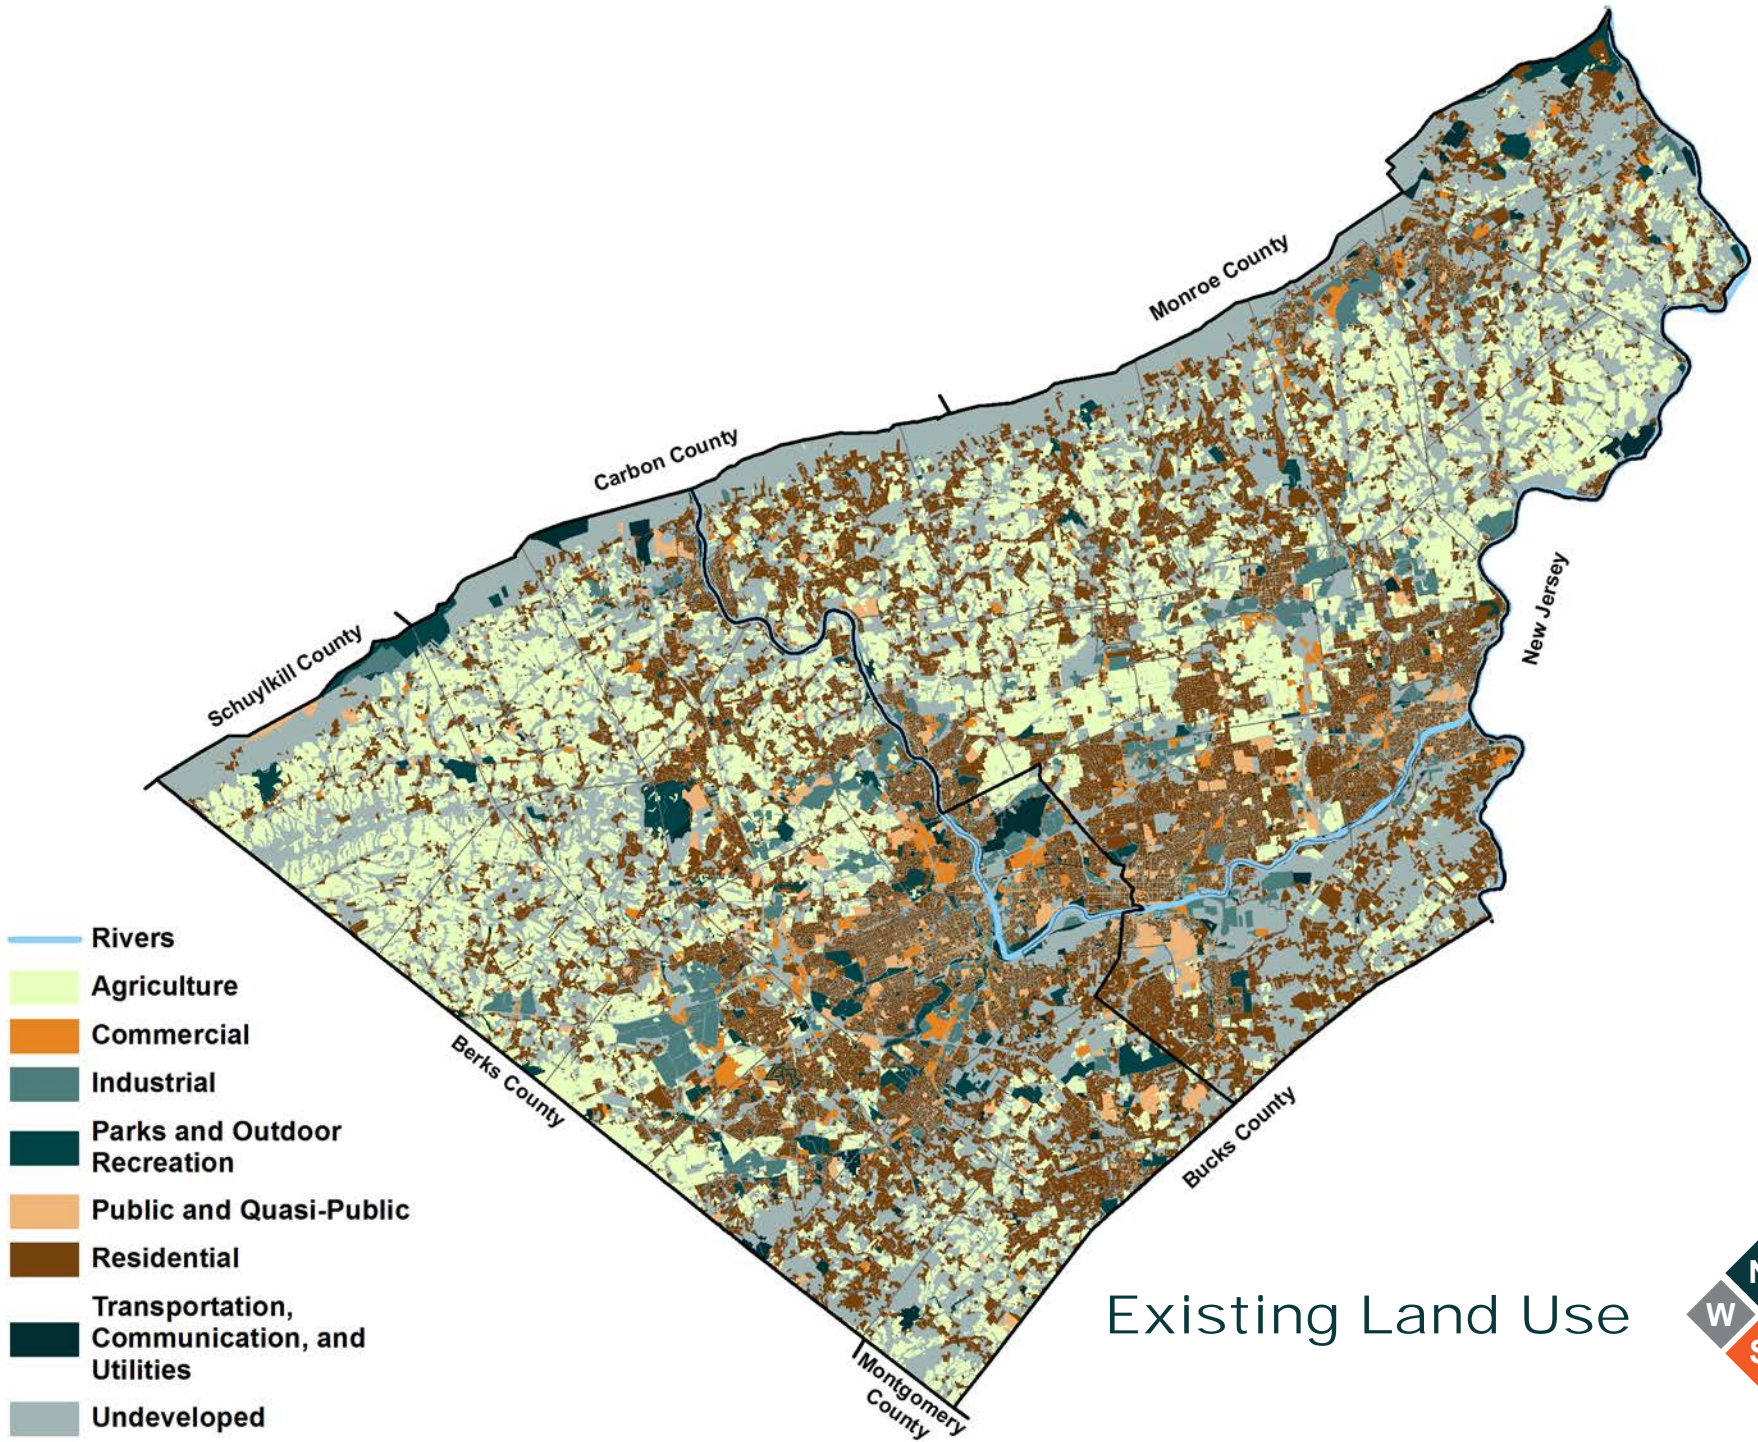 Monroe County
Carbon County
Schuylkill County
New Jersey
Rivers
Agriculture
Commercial
Industrial
Parks and Outdoor
Recreation
Public and Quasi-Public
Residential
Transportation,
Communication, and
Utilities
Undeveloped
Berks County
Bucks County
Montgomery
County
Existing Land Use
W